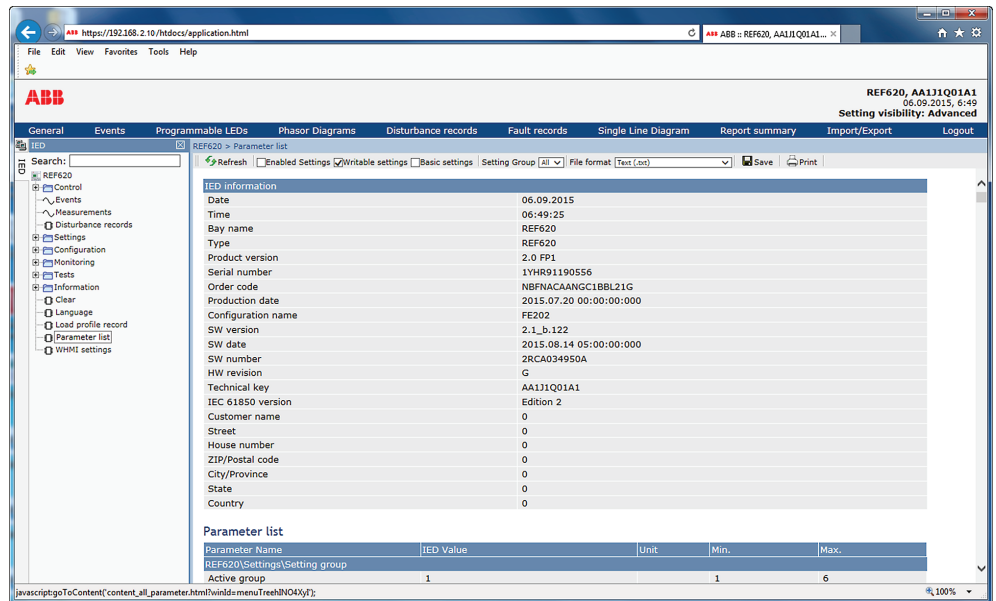 https://192.168.2.10/htdocs/application.html
ABB :: REF620, AA1J1Q01A1...
File Edit View Favorites Tools Help
ABB
REF620, AA1J1Q01A1
06.09.2015, 6:49
Setting visibility: Advanced
General Events Programmable LEDs Phasor Diagrams Disturbance records Fault records Single Line Diagram Report summary Import/Export Logout
IED
IED
REF620 > Parameter list
Search:
Refresh Enabled Settings Writable settings Basic settings Setting Group All File format Text (.txt) Save Print
REF620
Control
Events
Measurements
Disturbance records
Settings
Configuration
Monitoring
Tests
Information
Clear
Language
Load profile record
Parameter list
WHMI settings
IED information
Date 06.09.2015
Time 06:49:25
Bay name REF620
Type REF620
Product version 2.0 FP1
Serial number 1YHR91190556
Order code NBFNACAANGC1BBL21G
Production date 2015.07.20 00:00:00:000
Configuration name FE202
SW version 2.1_b.122
SW date 2015.08.14 05:00:00:000
SW number 2RCA034950A
HW revision G
Technical key AA1J1Q01A1
IEC 61850 version Edition 2
Customer name 0
Street 0
House number 0
ZIP/Postal code 0
City/Province 0
State 0
Country 0
Parameter list
Parameter Name IED Value Unit Min. Max.
REF620\Settings\Setting group
Active group 1 1 6
javascript:goToContent('content_all_parameter.html?winId=menuTreehlNO4Xyl');
100%